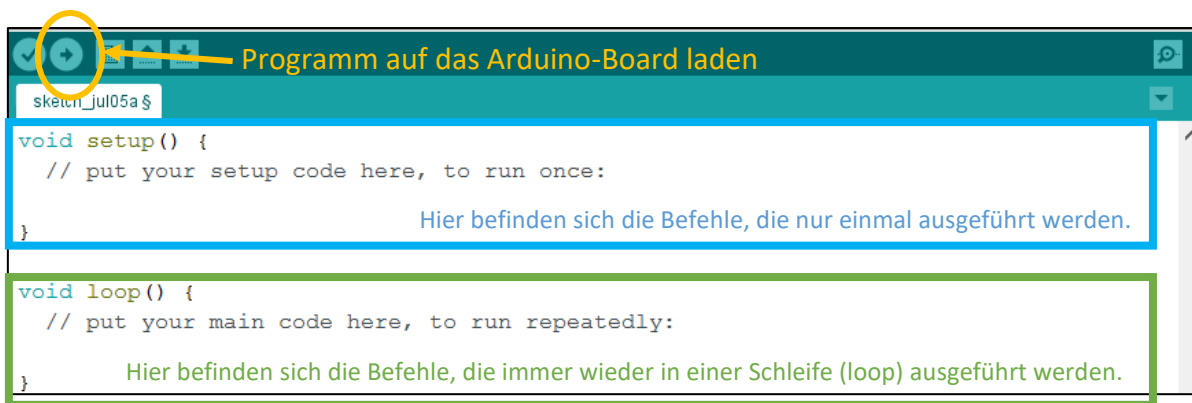 Programm auf das Arduino-Board laden
sketch_jul05a §
void setup() {
// put your setup code here, to run once:
Hier befinden sich die Befehle, die nur einmal ausgeführt werden.
}
void loop() {
// put your main code here, to run repeatedly:
Hier befinden sich die Befehle, die immer wieder in einer Schleife (loop) ausgeführt werden.
}